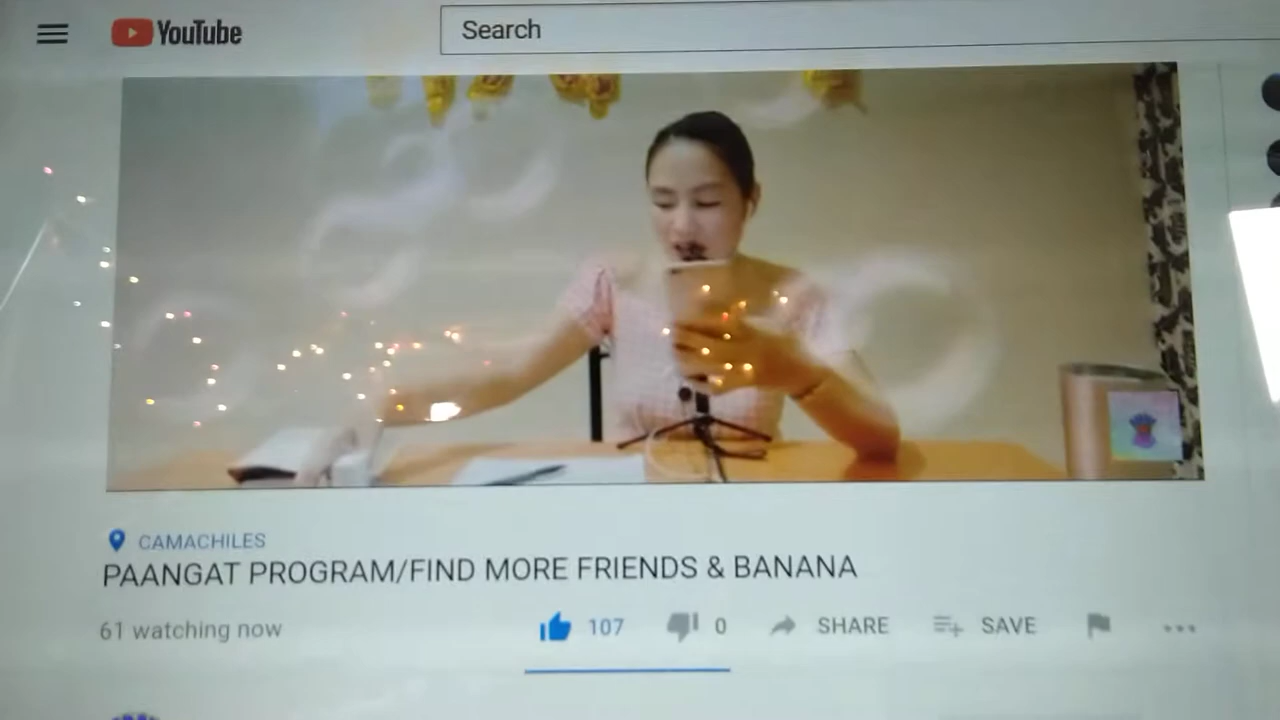 YouTube
Search
CAMACHILES
PAANGAT PROGRAM/FIND MORE FRIENDS & BANANA
61 watching now
107
0
SHARE
SAVE